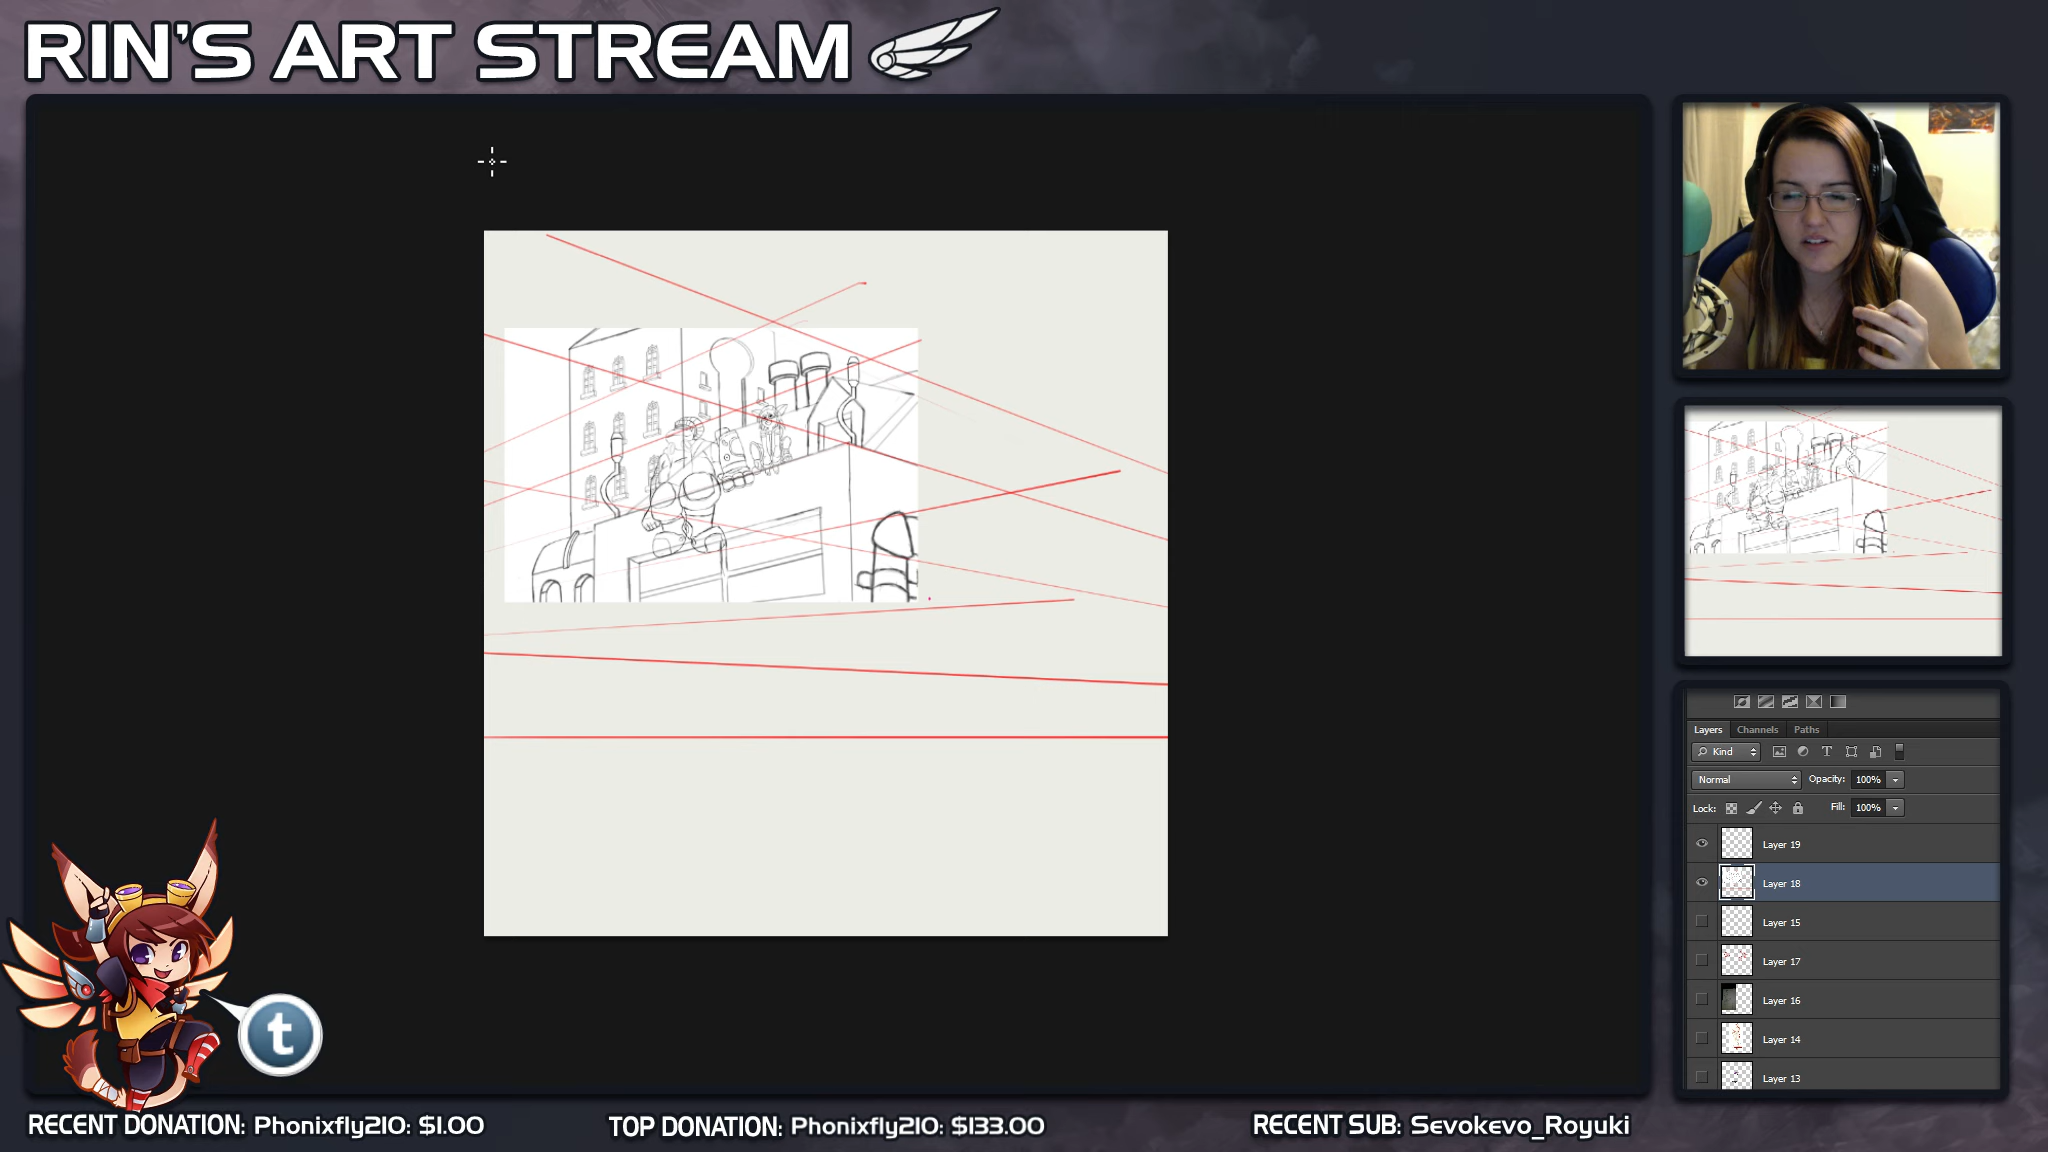 RIN'S ART STREAM
Layers Channels Paths
Kind
Normal Opacity: 100%
Lock: Fill: 100%
Layer 19
Layer 18
Layer 15
Layer 17
Layer 16
Layer 14
Layer 13
t
RECENT DONATION: Phonixfly210: $1.00 TOP DONATION: Phonixfly210: $133.00 RECENT SUB: Sevokevo_Royuki